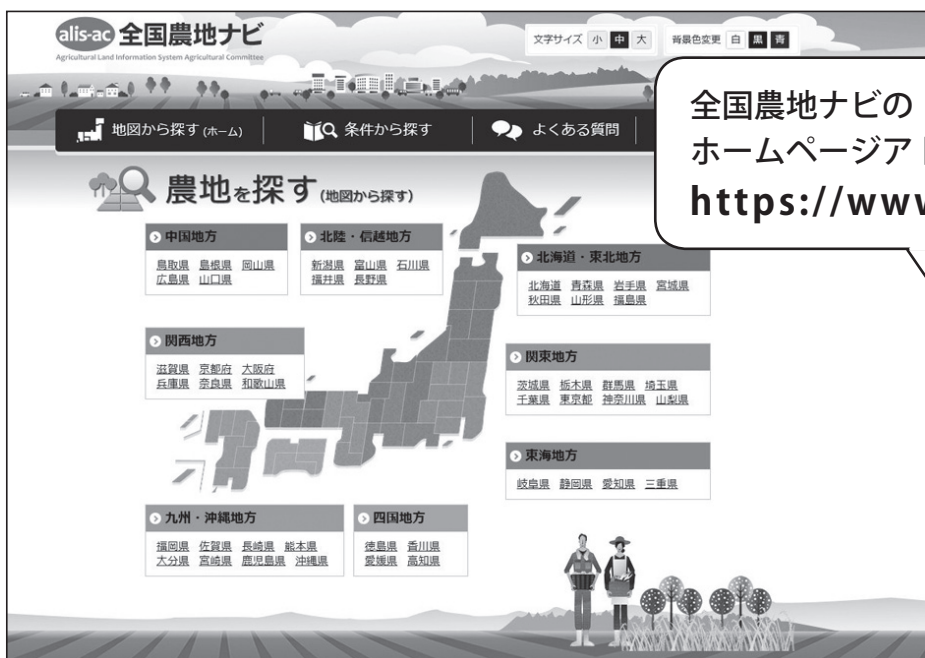 alis-ac 全国農地ナビ
Agricultural Land Information System Agricultural Committee
文字サイズ 小 中 大 背景色変更 白 黒 青
地図から探す (ホーム) 条件から探す よくある質問
全国農地ナビの
ホームページア
https://www
農地を探す (地図から探す)
中国地方
鳥取県 島根県 岡山県
広島県 山口県
北陸・信越地方
新潟県 富山県 石川県
福井県 長野県
北海道・東北地方
北海道 青森県 岩手県 宮城県
秋田県 山形県 福島県
関西地方
滋賀県 京都府 大阪府
兵庫県 奈良県 和歌山県
関東地方
茨城県 栃木県 群馬県 埼玉県
千葉県 東京都 神奈川県 山梨県
東海地方
岐阜県 静岡県 愛知県 三重県
九州・沖縄地方
福岡県 佐賀県 長崎県 熊本県
大分県 宮崎県 鹿児島県 沖縄県
四国地方
徳島県 香川県
愛媛県 高知県